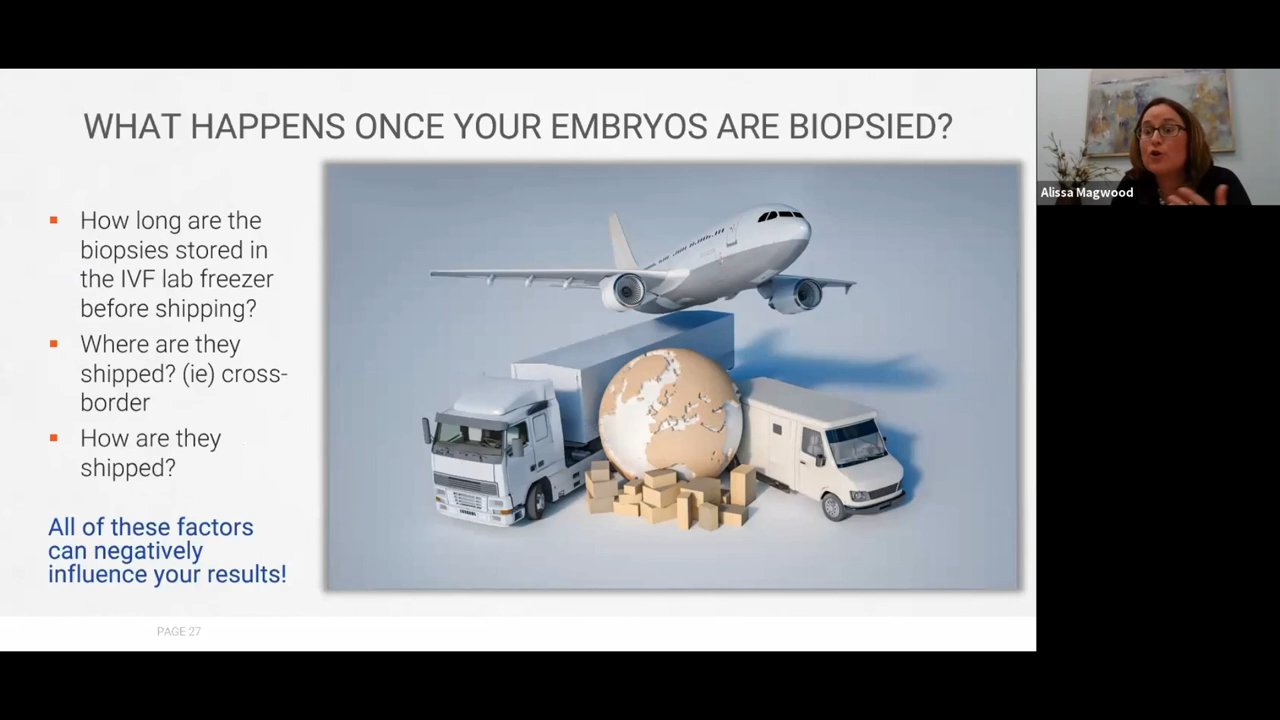 WHAT HAPPENS ONCE YOUR EMBRYOS ARE BIOPSIED?
▪ How long are the
biopsies stored in
the IVF lab freezer
before shipping?
▪ Where are they
shipped? (ie) cross-
border
▪ How are they
shipped?
All of these factors
can negatively
influence your results!
PAGE 27
Alissa Magwood